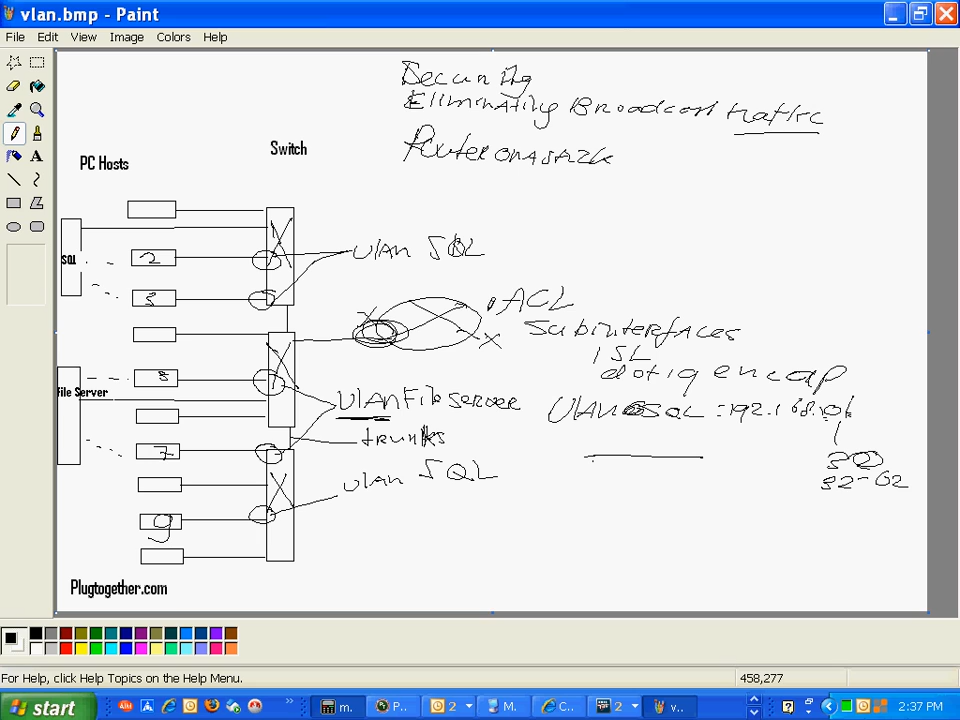 vlan.bmp - Paint
File Edit View Image Colors Help
Securing
Eliminating Broadcast traffic
Router on a stick
Switch
PC Hosts
SQL
2
3
vlan SQL
ACL
Subinterfaces
ISL
dot1q encap
File Server
Vlan File server
VLAN SQL = 192.168.10.
trunks
7
vlan SQL
9
Plugtogether.com
For Help, click Help Topics on the Help Menu.
458,277
start
m.
P..
2
M.
C..
2
v..
2:37 PM